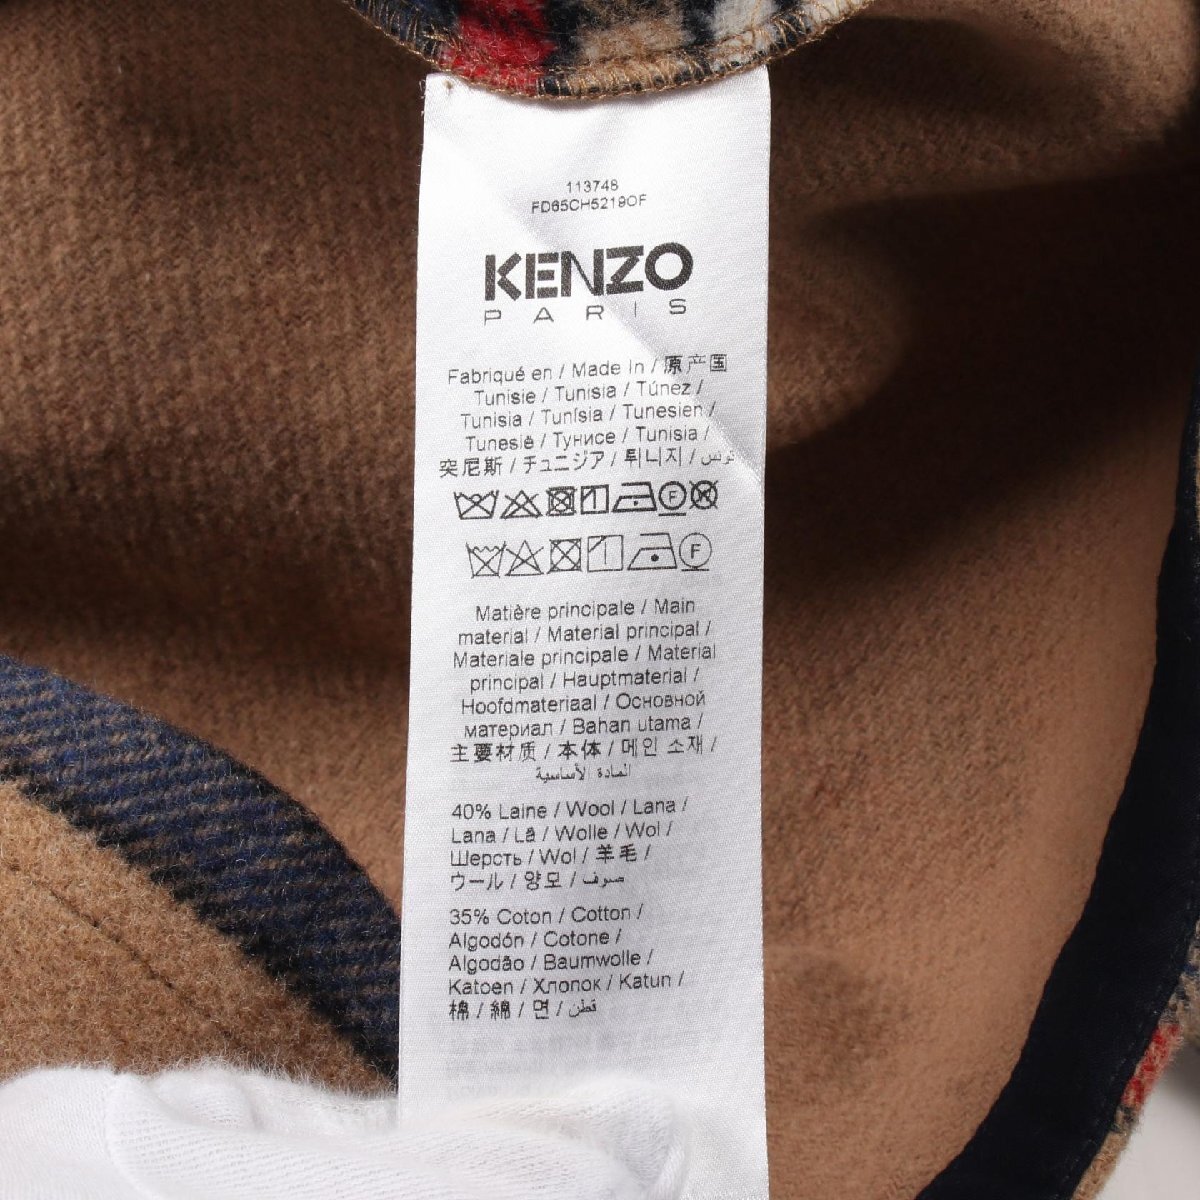 113748
FD65CH5219OF
KENZO
PARIS
Fabriqué en / Made In / 原产国
Tunisie / Tunisia / Túnez /
Tunisia / Tunísia / Tunesien /
Tunesië / Тунисе / Tunisia /
突尼斯 / チュニジア / 튀니지 / تونس
F
F
Matière principale / Main
material / Material principal /
Materiale principale / Material
principal / Hauptmaterial /
Hoofdmateriaal / Основной
материал / Bahan utama /
主要材质 / 本体 / 메인 소재 /
المادة الأساسية
40% Laine / Wool / Lana /
Lana / Lã / Wolle / Wol /
Шерсть / Wol / 羊毛 /
ウール / 양모 / صوف
35% Coton / Cotton /
Algodón / Cotone /
Algodão / Baumwolle /
Katoen / Хлопок / Katun /
棉 / 綿 / 면 / قطن